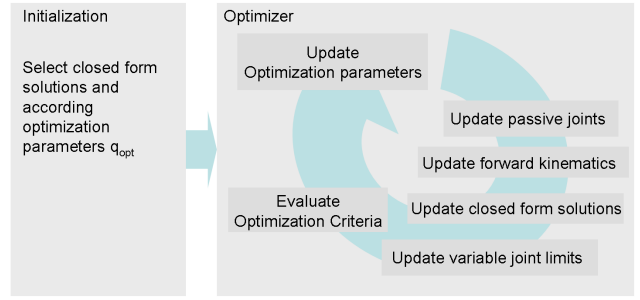 Initialization
Select closed form
solutions and
according
optimization
parameters qopt
Optimizer
Update
Optimization parameters
Update passive joints
Update forward kinematics
Update closed form solutions
Update variable joint limits
Evaluate
Optimization Criteria